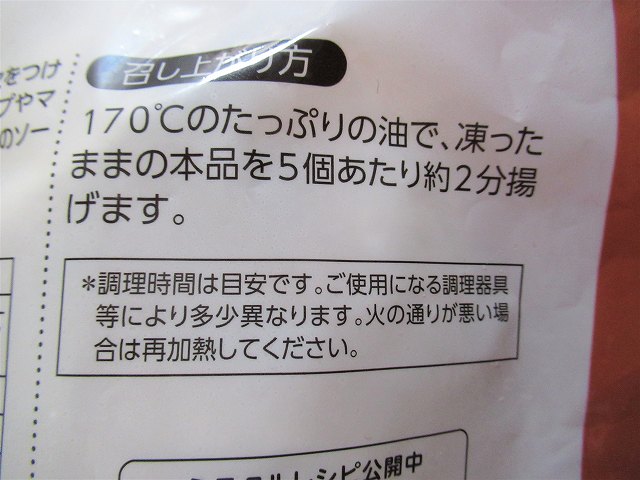 をつけ
プやマ
のソー
召し上がり方
170℃のたっぷりの油で、凍った
ままの本品を5個あたり約2分揚
げます。
*調理時間は目安です。ご使用になる調理器具
等により多少異なります。火の通りが悪い場
合は再加熱してください。
レシピ公開中